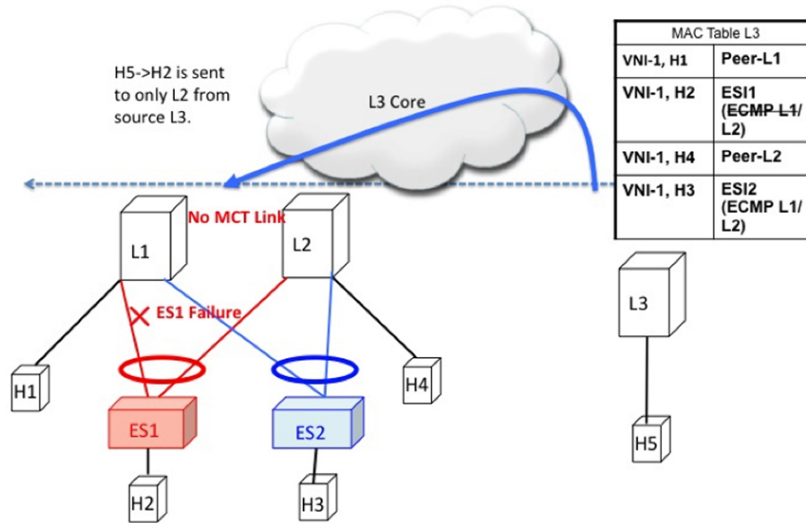 MAC Table L3
VNI-1, H1 Peer-L1
VNI-1, H2 ESI1
(ECMP L1/
L2)
VNI-1, H4 Peer-L2
VNI-1, H3 ESI2
(ECMP L1/
L2)
H5->H2 is sent
to only L2 from
source L3.
L3 Core
No MCT Link
L1
L2
L3
ES1 Failure
H1
H4
ES1
ES2
H5
H2
H3